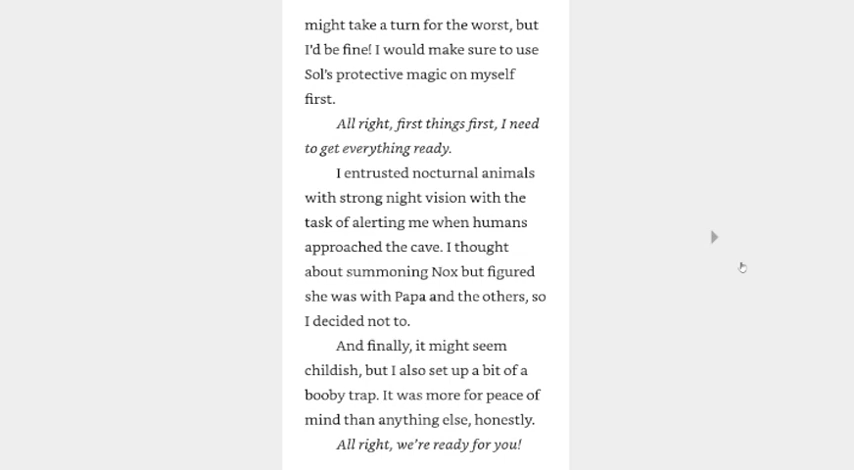 might take a turn for the worst, but
I'd be fine! I would make sure to use
Sol's protective magic on myself
first.
All right, first things first, I need
to get everything ready.
I entrusted nocturnal animals
with strong night vision with the
task of alerting me when humans
approached the cave. I thought
about summoning Nox but figured
she was with Papa and the others, so
I decided not to.
And finally, it might seem
childish, but I also set up a bit of a
booby trap. It was more for peace of
mind than anything else, honestly.
All right, we're ready for you!